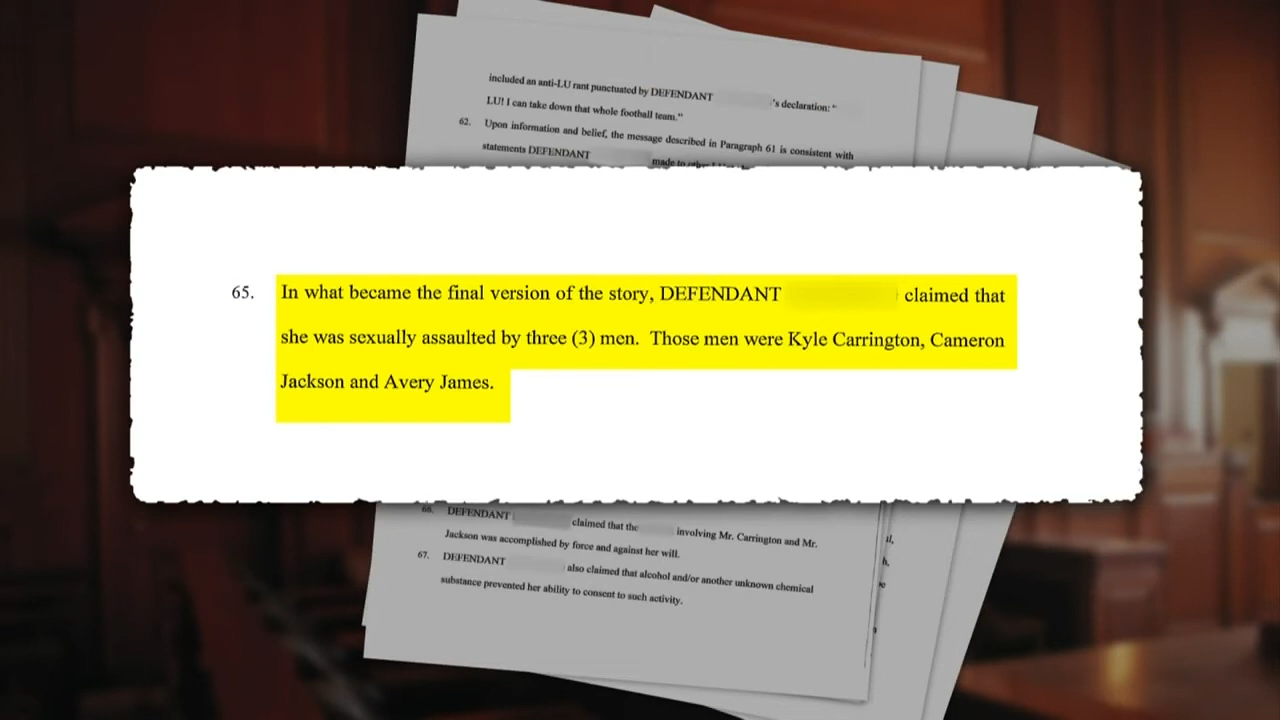 included an anti-LU rant punctuated by DEFENDANT 's declaration: "
LU! I can take down that whole football team."
62. Upon information and belief, the message described in Paragraph 61 is consistent with
statements DEFENDANT made to other
65. In what became the final version of the story, DEFENDANT claimed that
she was sexually assaulted by three (3) men. Those men were Kyle Carrington, Cameron
Jackson and Avery James.
66. DEFENDANT claimed that the involving Mr. Carrington and Mr.
Jackson was accomplished by force and against her will.
67. DEFENDANT also claimed that alcohol and/or another unknown chemical
substance prevented her ability to consent to such activity.